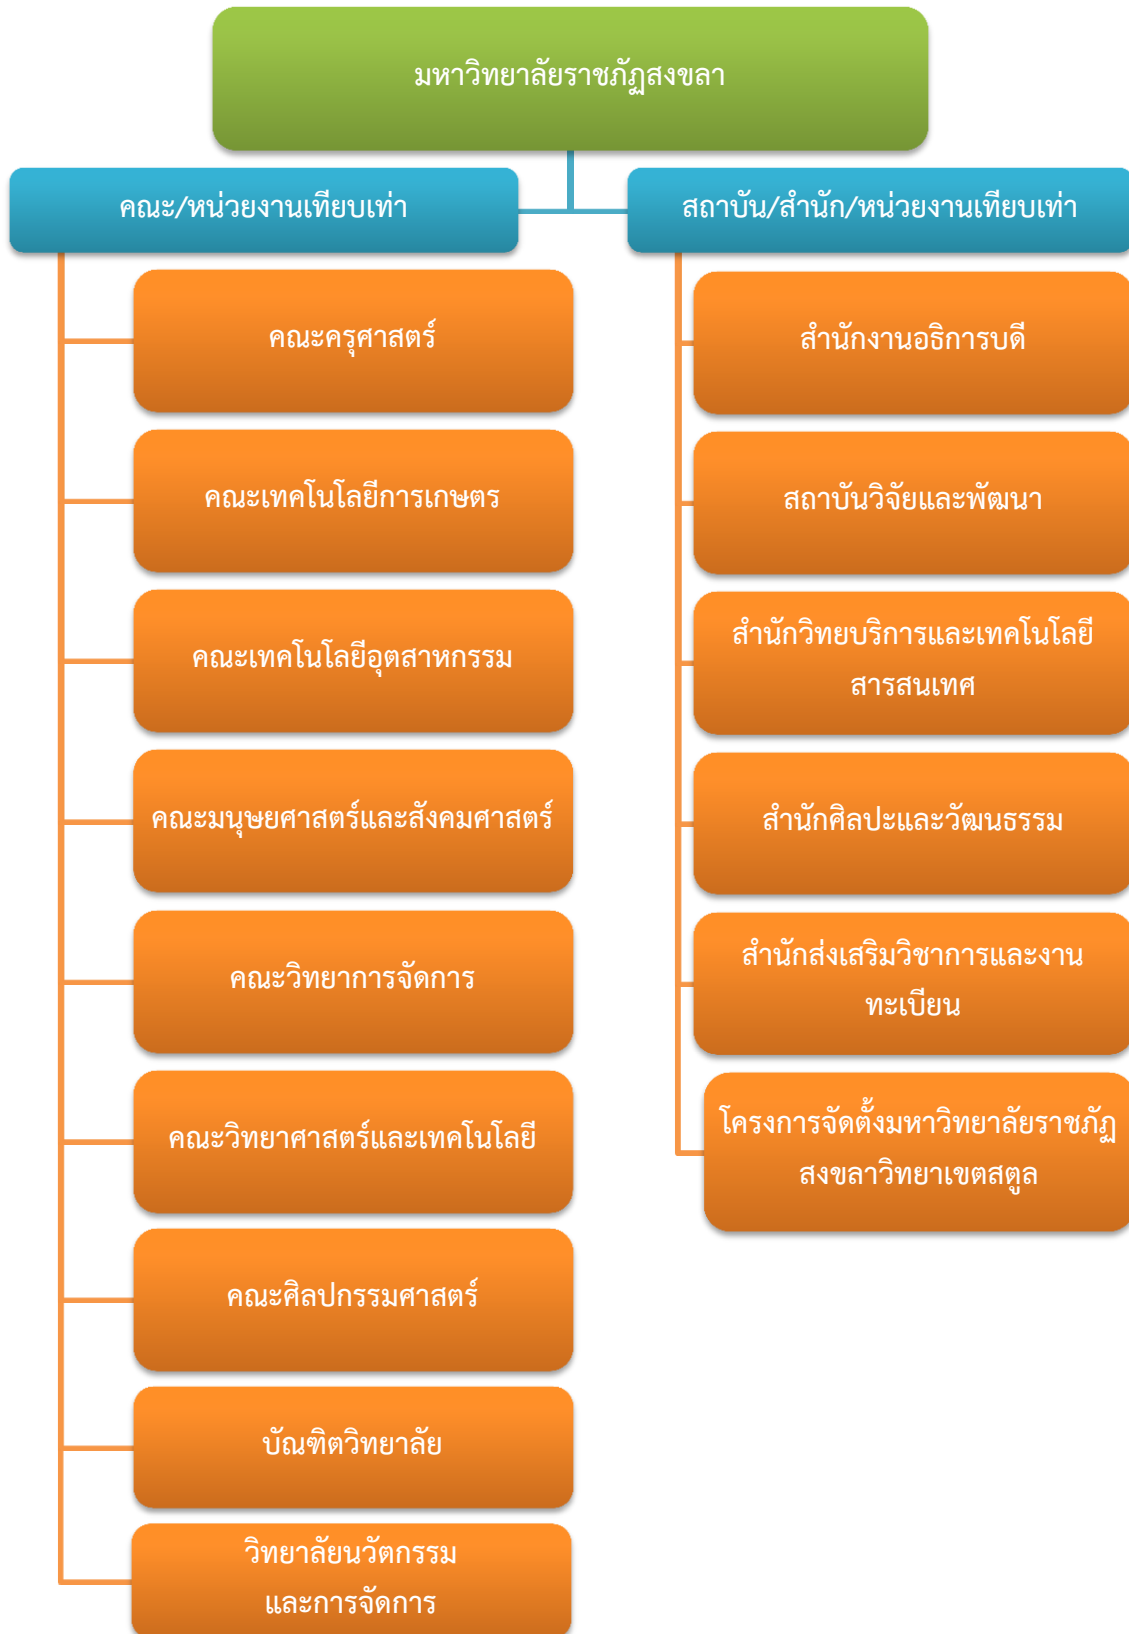 มหาวิทยาลัยราชภัฏสงขลา
คณะ/หน่วยงานเทียบเท่า
คณะครุศาสตร์
คณะเทคโนโลยีการเกษตร
คณะเทคโนโลยีอุตสาหกรรม
คณะมนุษยศาสตร์และสังคมศาสตร์
คณะวิทยาการจัดการ
คณะวิทยาศาสตร์และเทคโนโลยี
คณะศิลปกรรมศาสตร์
บัณฑิตวิทยาลัย
วิทยาลัยนวัตกรรม
และการจัดการ
สถาบัน/สำนัก/หน่วยงานเทียบเท่า
สำนักงานอธิการบดี
สถาบันวิจัยและพัฒนา
สำนักวิทยบริการและเทคโนโลยี
สารสนเทศ
สำนักศิลปะและวัฒนธรรม
สำนักส่งเสริมวิชาการและงาน
ทะเบียน
โครงการจัดตั้งมหาวิทยาลัยราชภัฏ
สงขลาวิทยาเขตสตูล